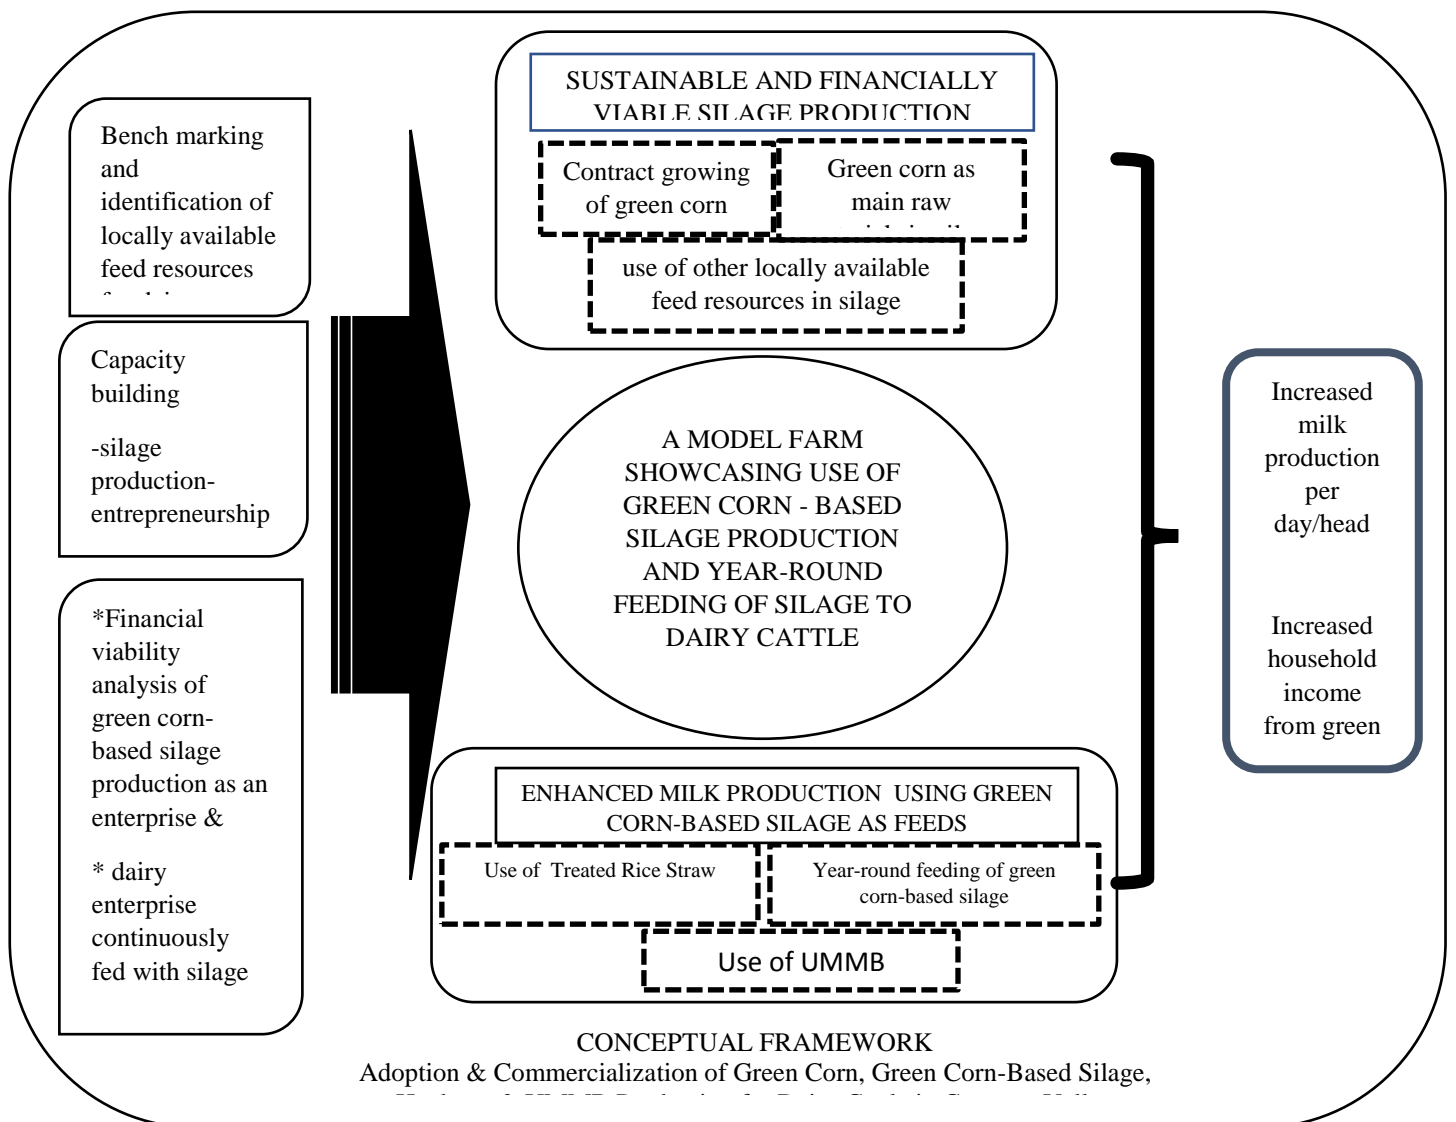 SUSTAINABLE AND FINANCIALLY
VIABLE SILAGE PRODUCTION
Contract growing
of green corn
Green corn as
main raw
use of other locally available
feed resources in silage
Bench marking
and
identification of
locally available
feed resources
Capacity
building
-silage
production-
entrepreneurship
*Financial
viability
analysis of
green corn-
based silage
production as an
enterprise &
* dairy
enterprise
continuously
fed with silage
A MODEL FARM
SHOWCASING USE OF
GREEN CORN - BASED
SILAGE PRODUCTION
AND YEAR-ROUND
FEEDING OF SILAGE TO
DAIRY CATTLE
ENHANCED MILK PRODUCTION USING GREEN
CORN-BASED SILAGE AS FEEDS
Use of Treated Rice Straw
Year-round feeding of green
corn-based silage
Use of UMMB
Increased
milk
production
per
day/head
Increased
household
income
from green
CONCEPTUAL FRAMEWORK
Adoption & Commercialization of Green Corn, Green Corn-Based Silage,